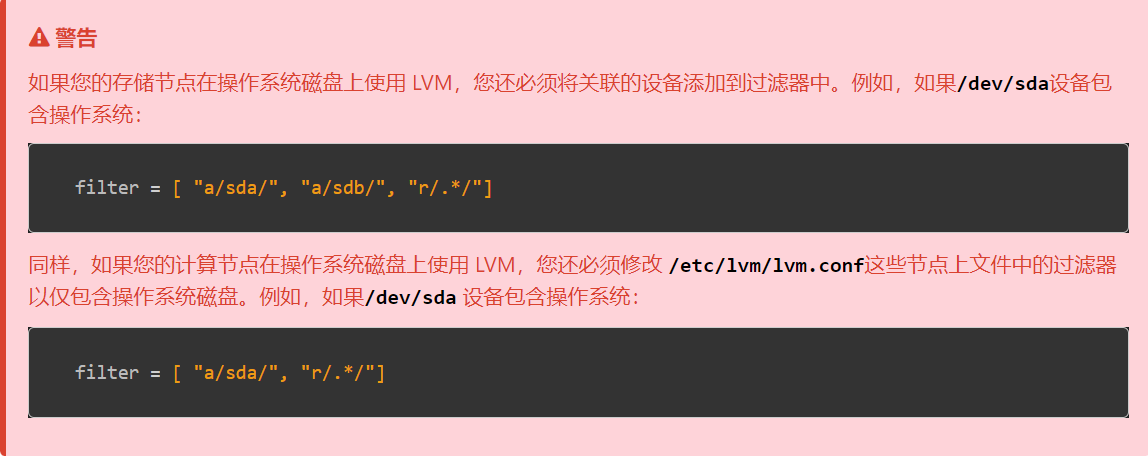 警告
如果您的存储节点在操作系统磁盘上使用 LVM，您还必须将关联的设备添加到过滤器中。例如，如果/dev/sda设备包
含操作系统：
filter = [ "a/sda/", "a/sdb/", "r/.*/"]
同样，如果您的计算节点在操作系统磁盘上使用 LVM，您还必须修改 /etc/lvm/lvm.conf这些节点上文件中的过滤器
以仅包含操作系统磁盘。例如，如果/dev/sda 设备包含操作系统：
filter = [ "a/sda/", "r/.*/"]